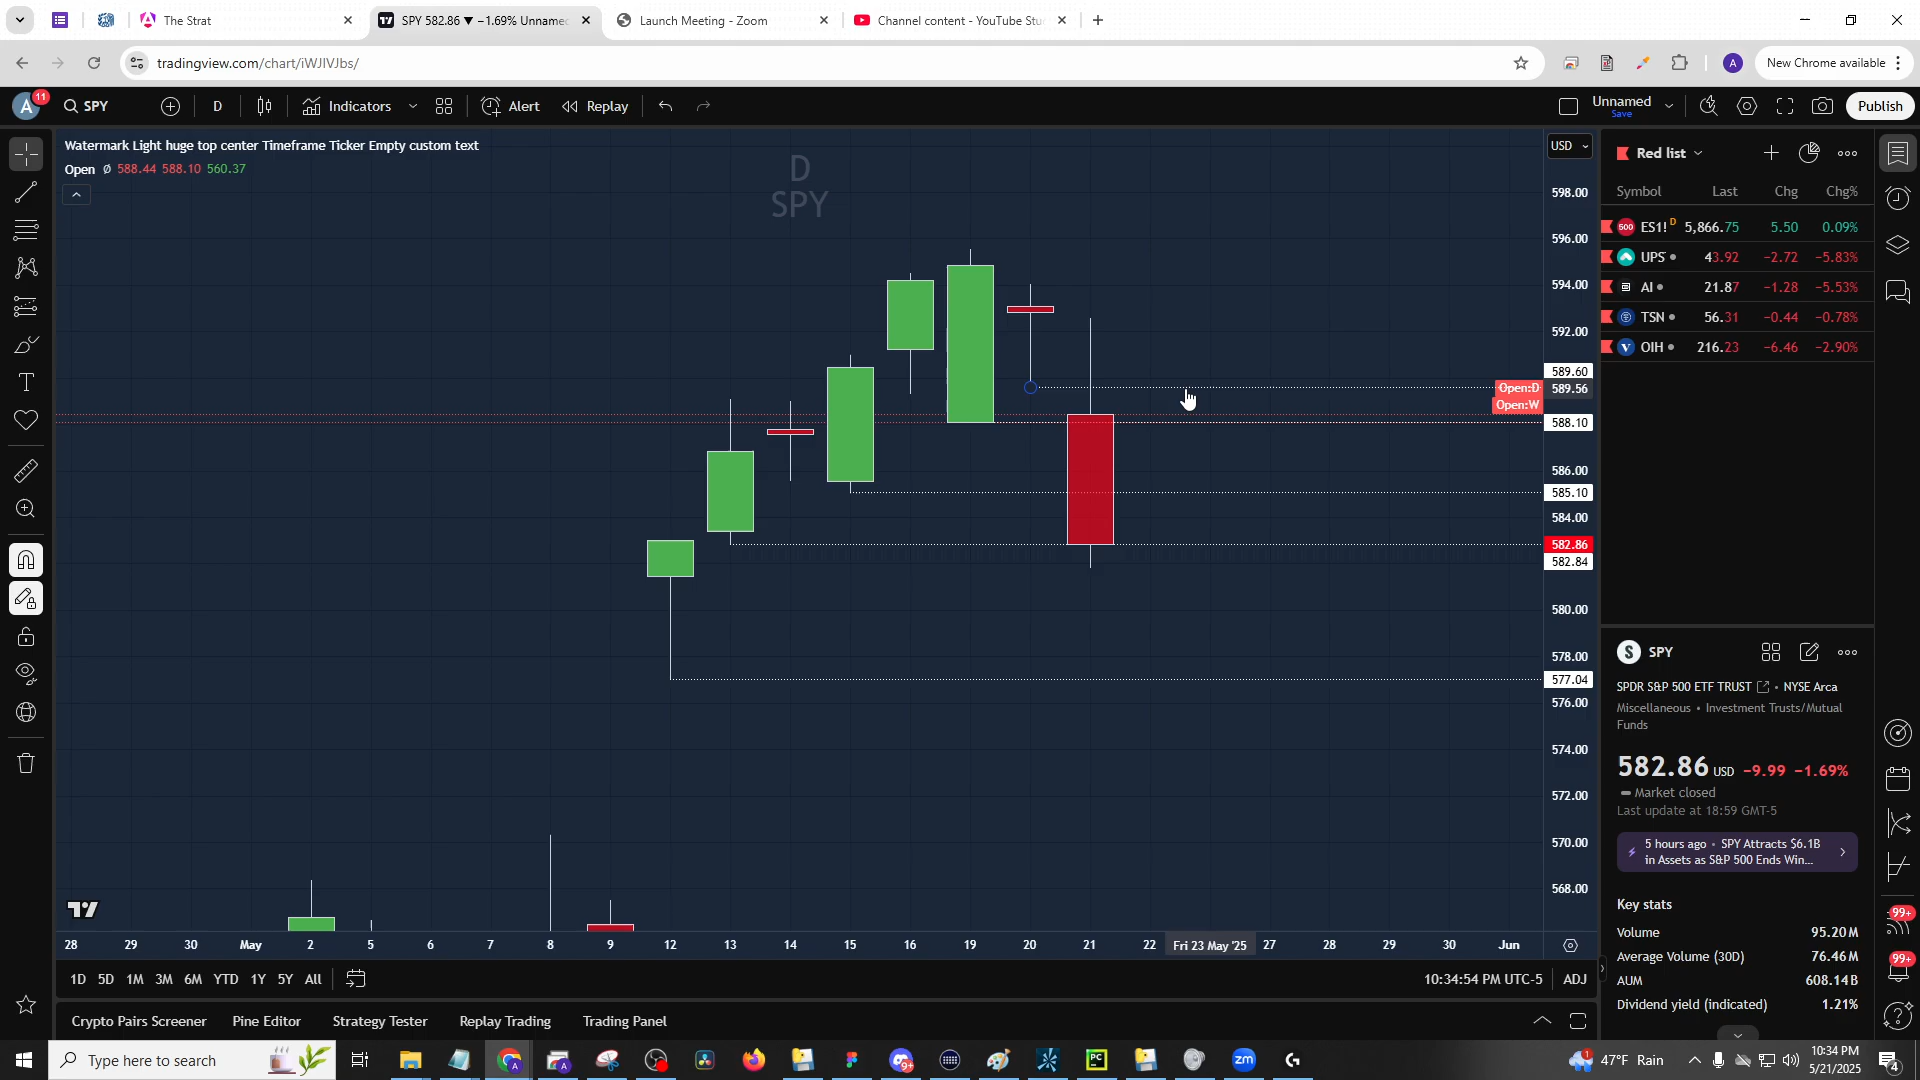 The Strat
SPY 582.86 ▼ −1.69% Unnamed
Launch Meeting - Zoom
Channel content - YouTube Stu
tradingview.com/chart/iWJIVJbs/
A
New Chrome available
A
11
SPY
D
Indicators
Alert
Replay
Unnamed
Save
Publish
Watermark Light huge top center Timeframe Ticker Empty custom text
Open Ø 588.44 588.10 560.37
D
SPY
USD
598.00
596.00
594.00
592.00
589.60
Open:D 589.56
Open:W
588.10
586.00
585.10
584.00
582.86
582.84
580.00
578.00
577.04
576.00
574.00
572.00
570.00
568.00
28 29 30 May 2 5 6 7 8 9 12 13 14 15 16 19 20 21 22 Fri 23 May '25 27 28 29 30 Jun
1D 5D 1M 3M 6M YTD 1Y 5Y All
10:34:54 PM UTC-5 ADJ
Crypto Pairs Screener Pine Editor Strategy Tester Replay Trading Trading Panel
Red list
Symbol Last Chg Chg%
500 ES1! D 5,866.75 5.50 0.09%
UPS 43.92 −2.72 −5.83%
AI 21.87 −1.28 −5.53%
TSN 56.31 −0.44 −0.78%
OIH 216.23 −6.46 −2.90%
S SPY
SPDR S&P 500 ETF TRUST • NYSE Arca
Miscellaneous • Investment Trusts/Mutual
Funds
582.86 USD −9.99 −1.69%
Market closed
Last update at 18:59 GMT-5
5 hours ago • SPY Attracts $6.1B
in Assets as S&P 500 Ends Win...
Key stats
Volume 95.20 M
Average Volume (30D) 76.46 M
AUM 608.14 B
Dividend yield (indicated) 1.21%
99+
99+
Type here to search
47°F Rain
10:34 PM
5/21/2025
4